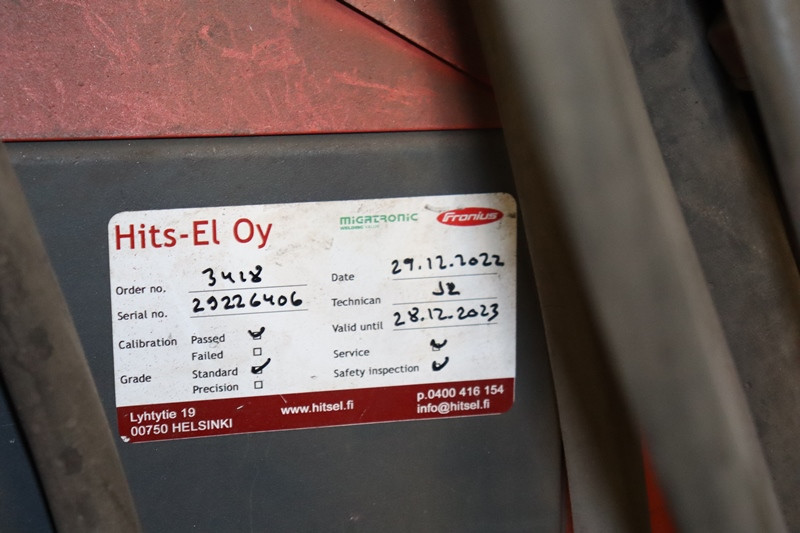 Hits-El Oy
MIGATRONIC
Fronius
Order no. 3418
Serial no. 29226406
Date 29.12.2022
Technican JR
Valid until 28.12.2023
Calibration Passed
Failed
Grade Standard
Precision
Service
Safety inspection
Lyhtytie 19
00750 HELSINKI
www.hitsel.fi
p.0400 416 154
info@hitsel.fi